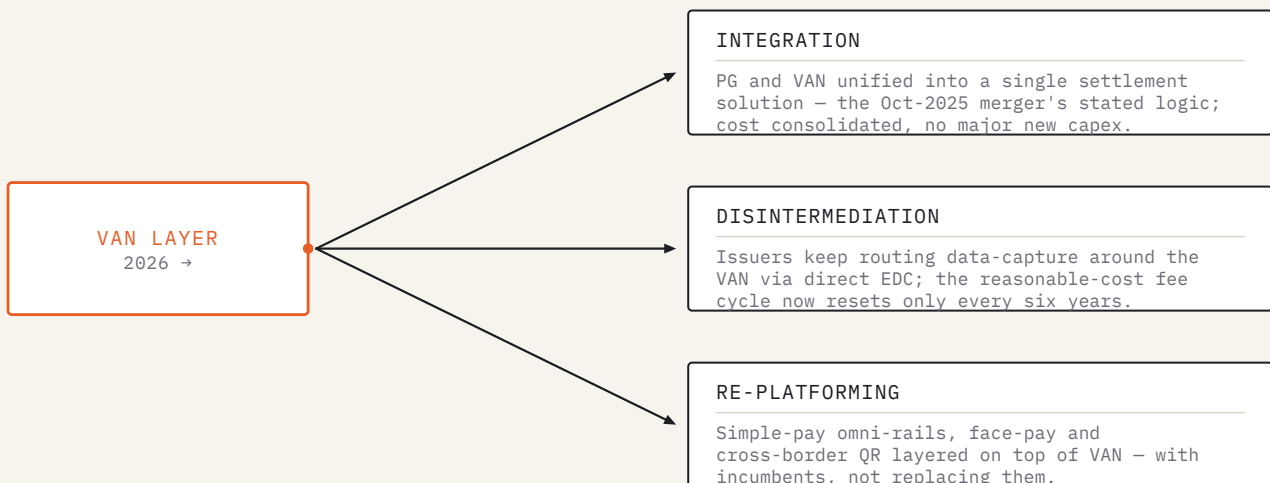 VAN LAYER
2026 →
INTEGRATION
PG and VAN unified into a single settlement
solution — the Oct-2025 merger's stated logic;
cost consolidated, no major new capex.
DISINTERMEDIATION
Issuers keep routing data-capture around the
VAN via direct EDC; the reasonable-cost fee
cycle now resets only every six years.
RE-PLATFORMING
Simple-pay omni-rails, face-pay and
cross-border QR layered on top of VAN — with
incumbents, not replacing them.